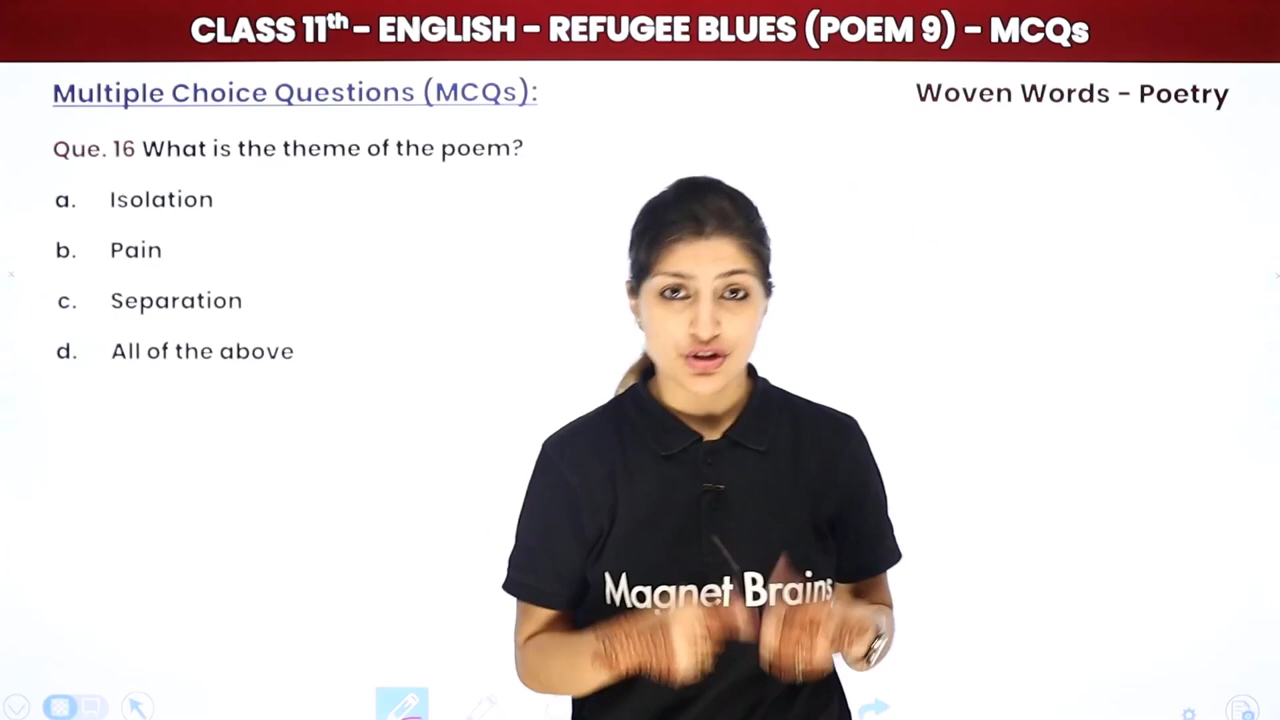 CLASS 11th - ENGLISH - REFUGEE BLUES (POEM 9) - MCQs
Multiple Choice Questions (MCQs):
Woven Words - Poetry
Que. 16 What is the theme of the poem?
a. Isolation
b. Pain
c. Separation
d. All of the above
Magnet Brains